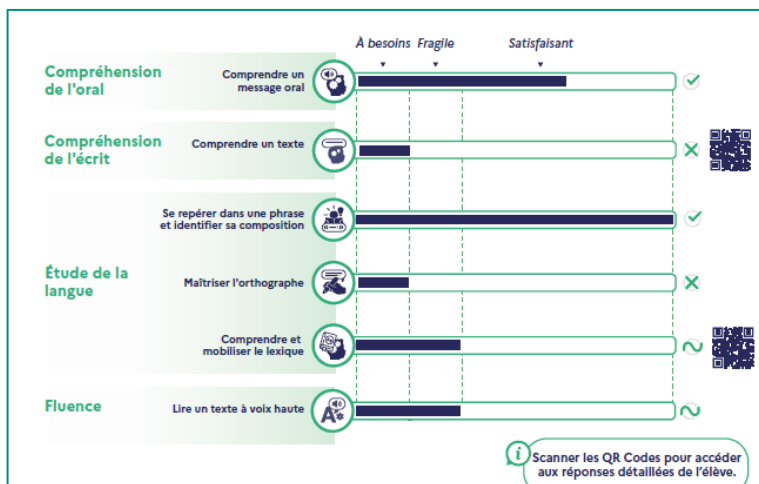 À besoins Fragile Satisfaisant
Compréhension
de l'oral
Comprendre un
message oral
Compréhension
de l'écrit
Comprendre un texte
Étude de la
langue
Se repérer dans une phrase
et identifier sa composition
Maîtriser l'orthographe
Comprendre et
mobiliser le lexique
Fluence
Lire un texte à voix haute
A
i
Scanner les QR Codes pour accéder
aux réponses détaillées de l'élève.